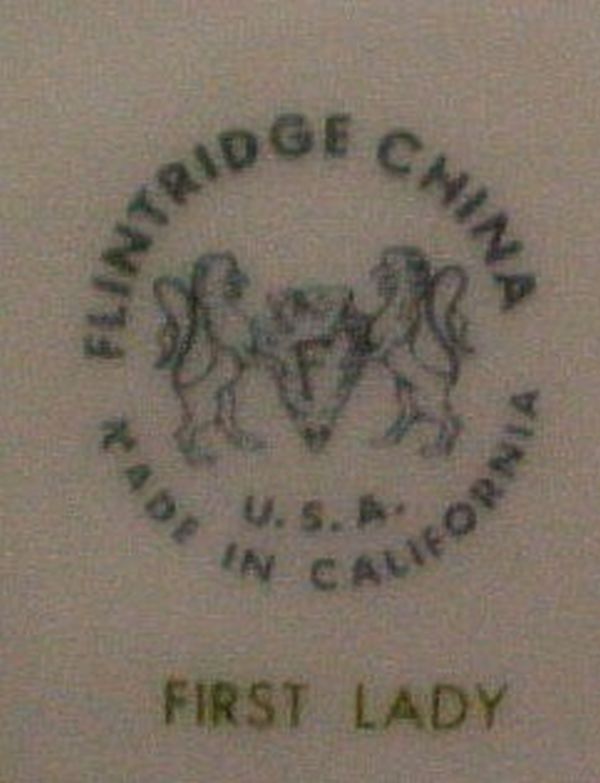 FLINTRIDGE CHINA
F
U.S.A.
MADE IN CALIFORNIA
FIRST LADY